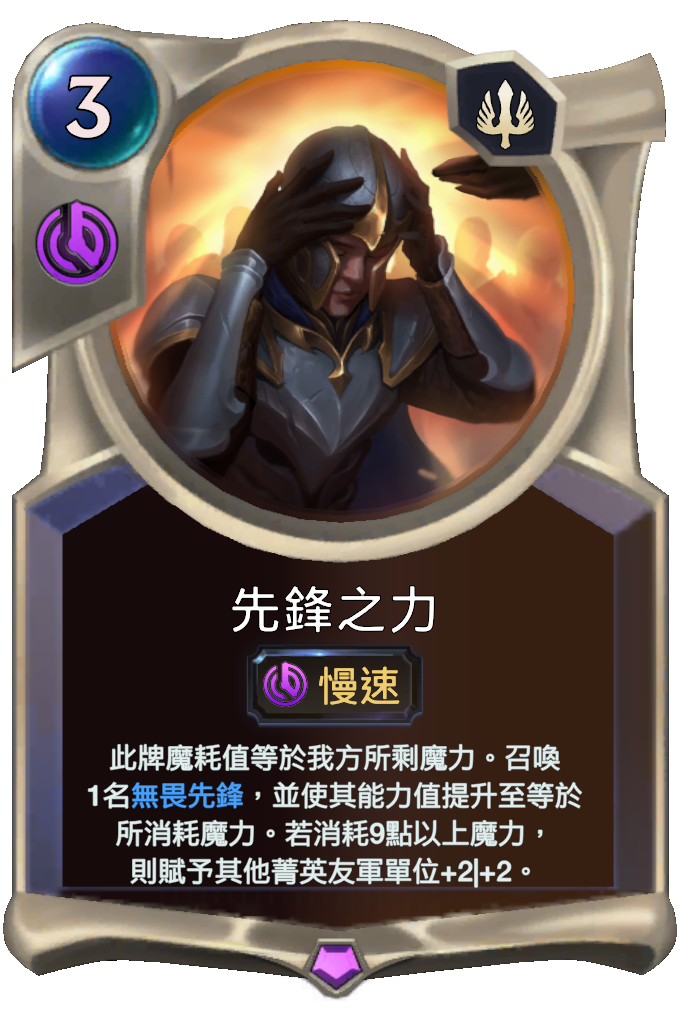 3
先鋒之力
慢速
此牌魔耗值等於我方所剩魔力。召喚
1名無畏先鋒，並使其能力值提升至等於
所消耗魔力。若消耗9點以上魔力，
則賦予其他菁英友軍單位+2|+2。